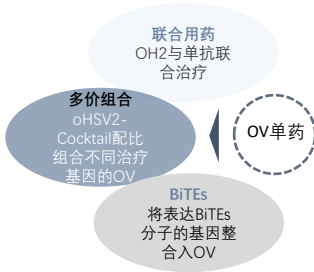 联合用药
OH2与单抗联
合治疗
多价组合
oHSV2-
Cocktail配比
组合不同治疗
基因的OV
OV单药
BiTEs
将表达BiTEs
分子的基因整
合入OV